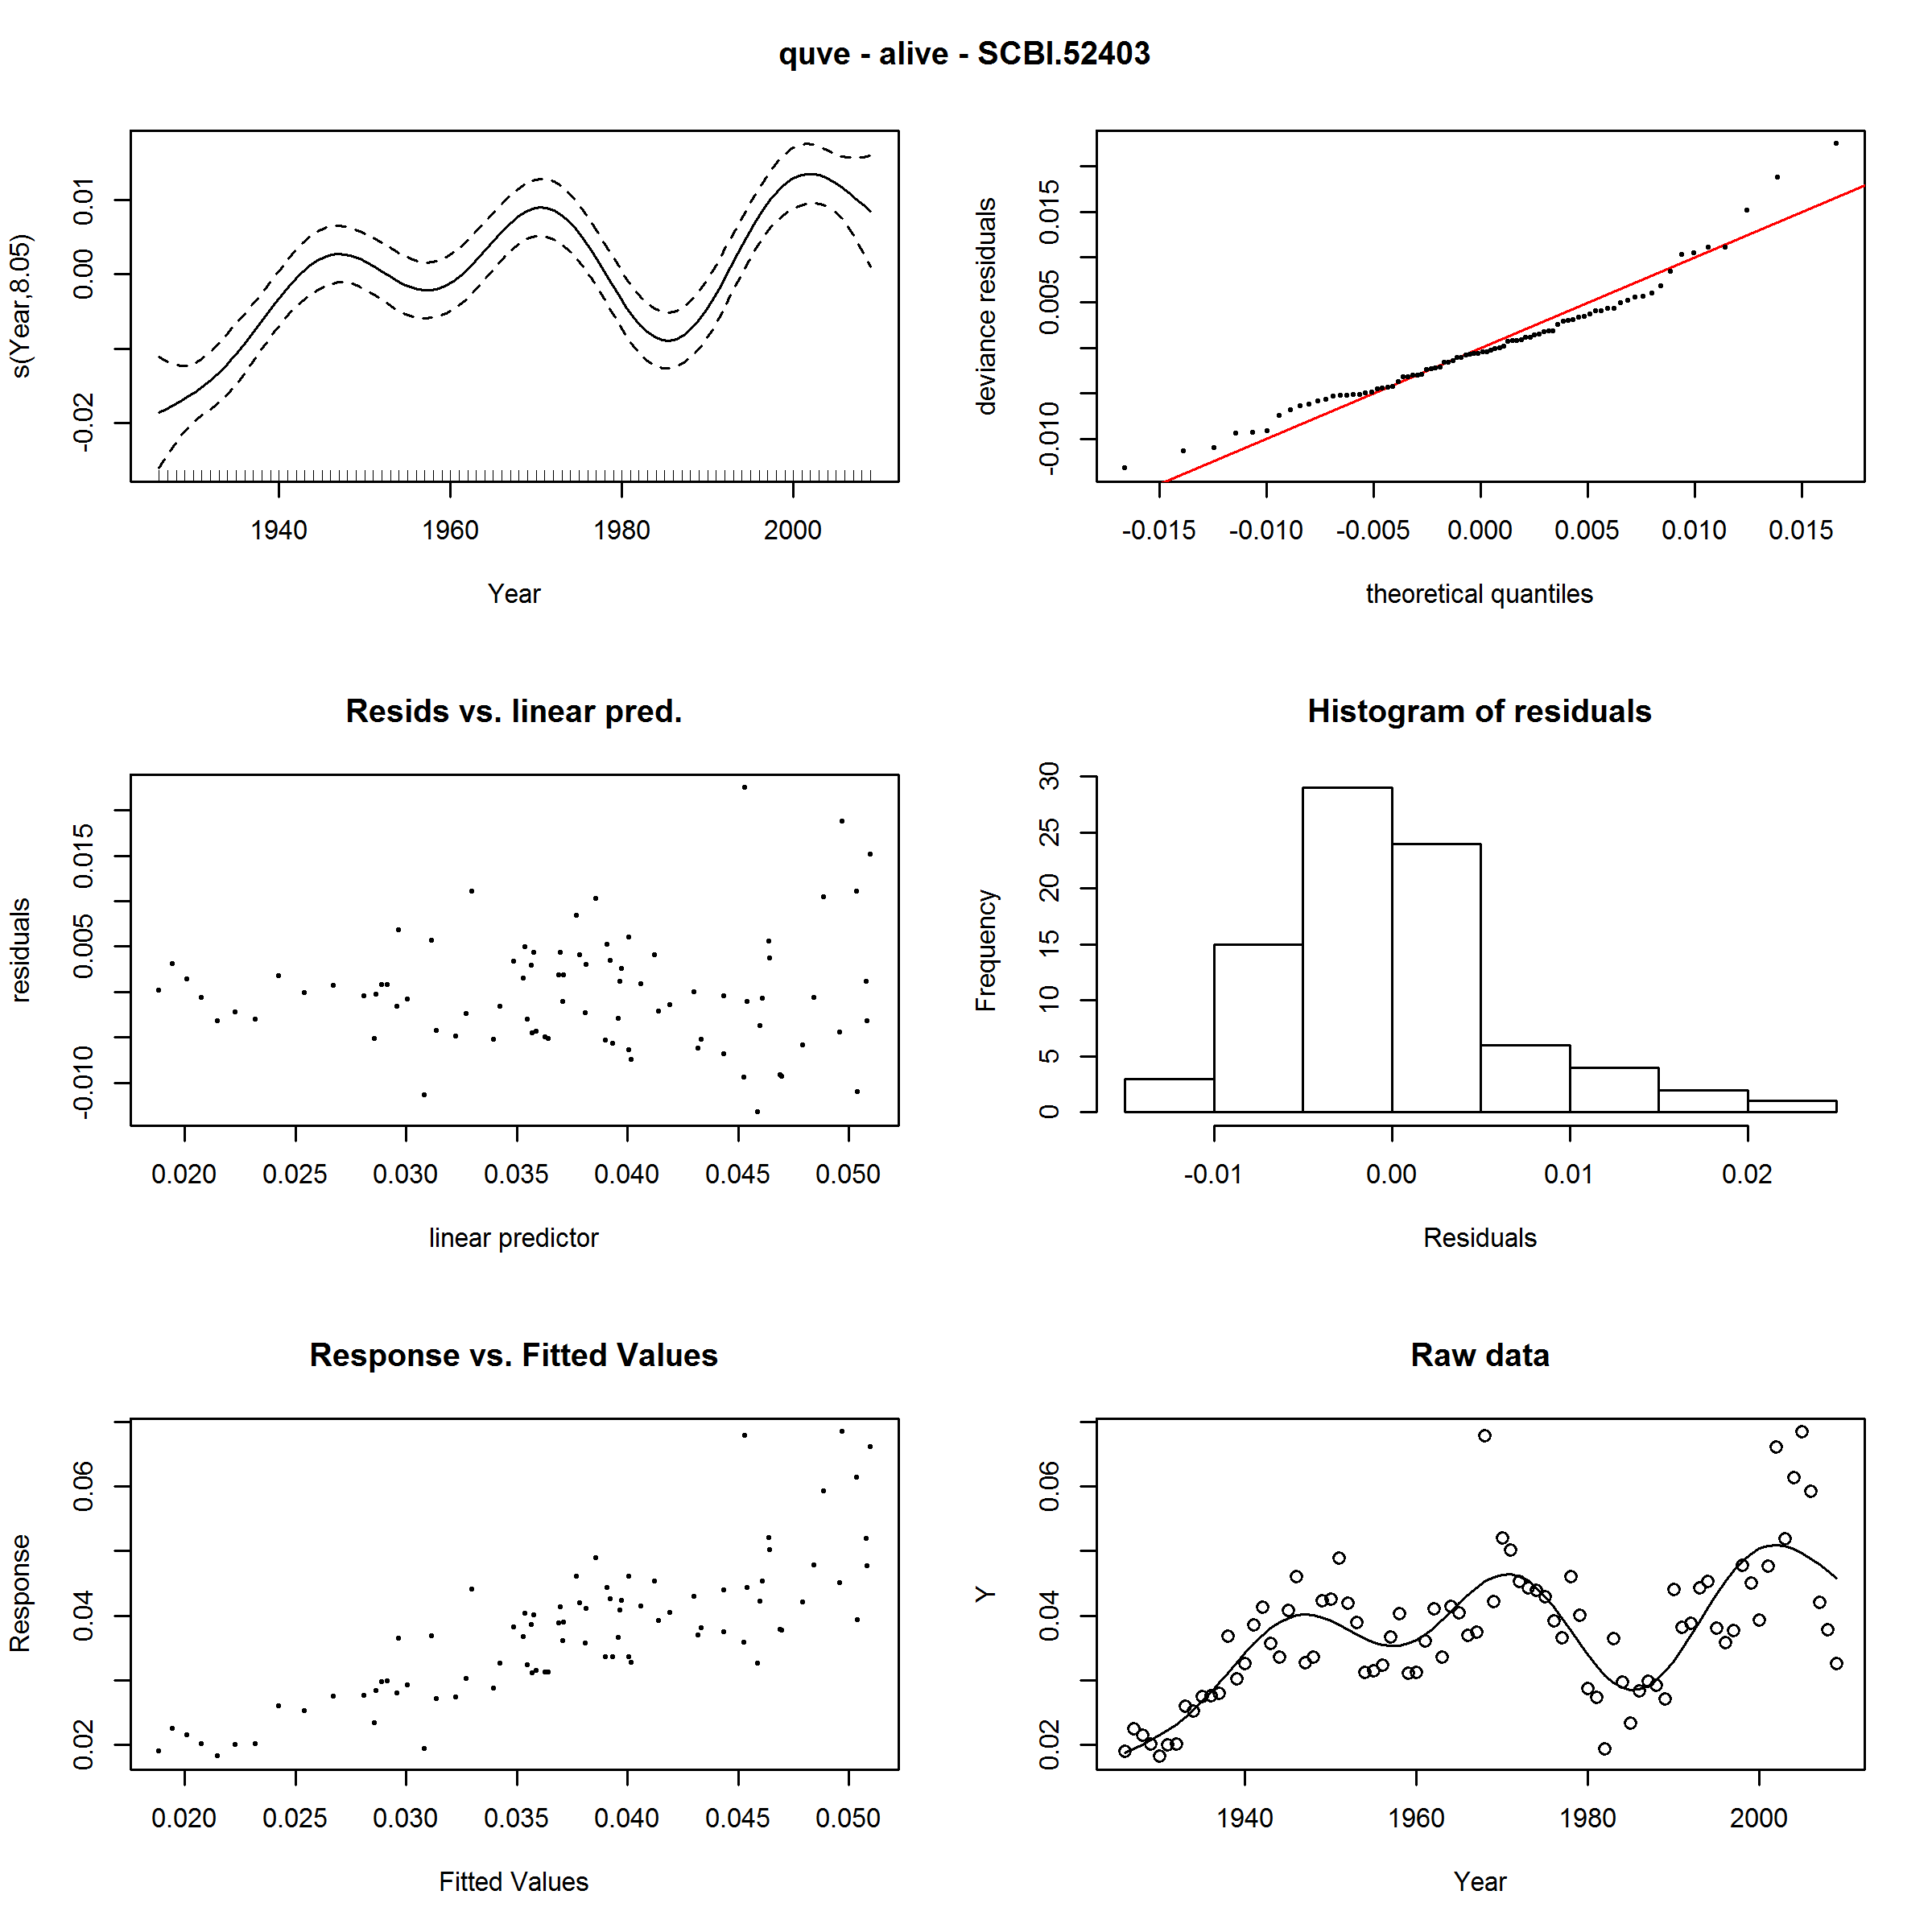 quve - alive - SCBI.52403
s(Year,8.05)
0.01
0.00
-0.02
1940 1960 1980 2000
Year
deviance residuals
0.015
0.005
-0.010
-0.015 -0.010 -0.005 0.000 0.005 0.010 0.015
theoretical quantiles
Resids vs. linear pred.
residuals
0.015
0.005
-0.010
0.020 0.025 0.030 0.035 0.040 0.045 0.050
linear predictor
Histogram of residuals
Frequency
30
25
20
15
10
5
0
-0.01 0.00 0.01 0.02
Residuals
Response vs. Fitted Values
Response
0.06
0.04
0.02
0.020 0.025 0.030 0.035 0.040 0.045 0.050
Fitted Values
Raw data
Y
0.06
0.04
0.02
1940 1960 1980 2000
Year